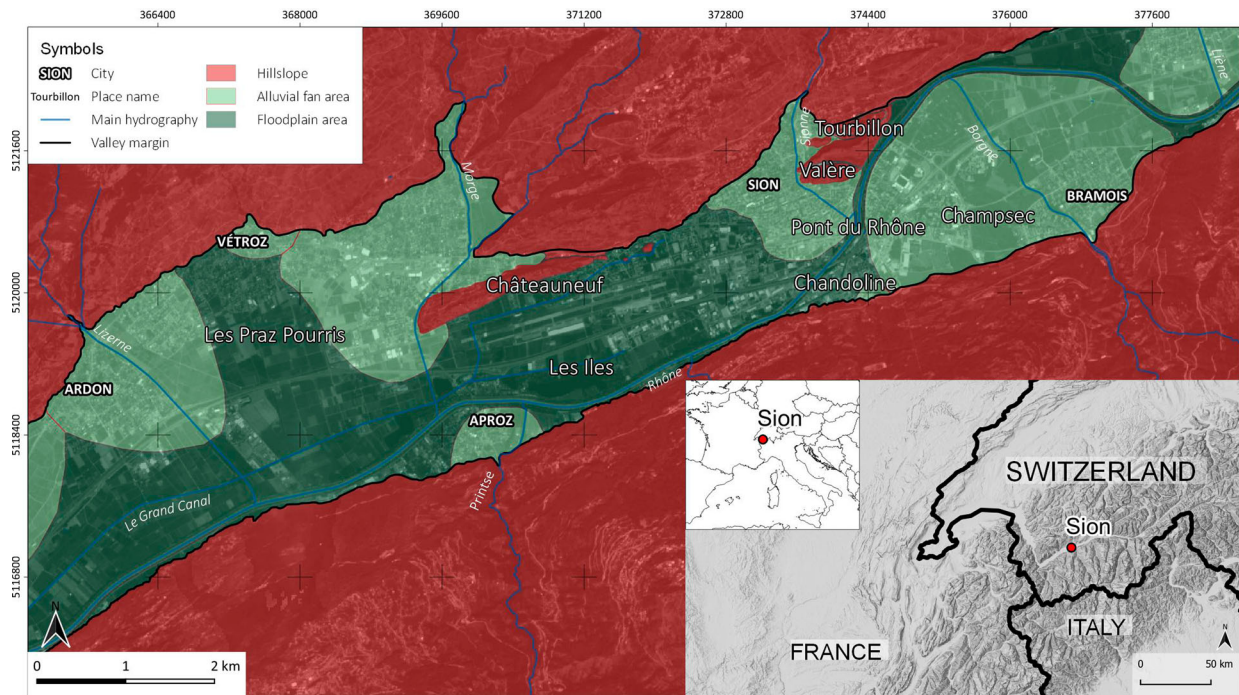 366400 368000 369600 371200 372800 374400 376000 377600
Symbols
SION City
Tourbillon Place name
Main hydrography
Valley margin
Hillslope
Alluvial fan area
Floodplain area
5121600
5120000
5118400
5116800
Liène
Sionne
Tourbillon
Borgne
Morge
Valère
SION
BRAMOIS
Champsec
Pont du Rhône
VÉTROZ
Châteauneuf
Chandoline
Lizerne
Les Praz Pourris
Les Iles
Rhône
ARDON
APROZ
Printse
Le Grand Canal
N
0 1 2 km
Sion
SWITZERLAND
Sion
ITALY
FRANCE
N
0 50 km